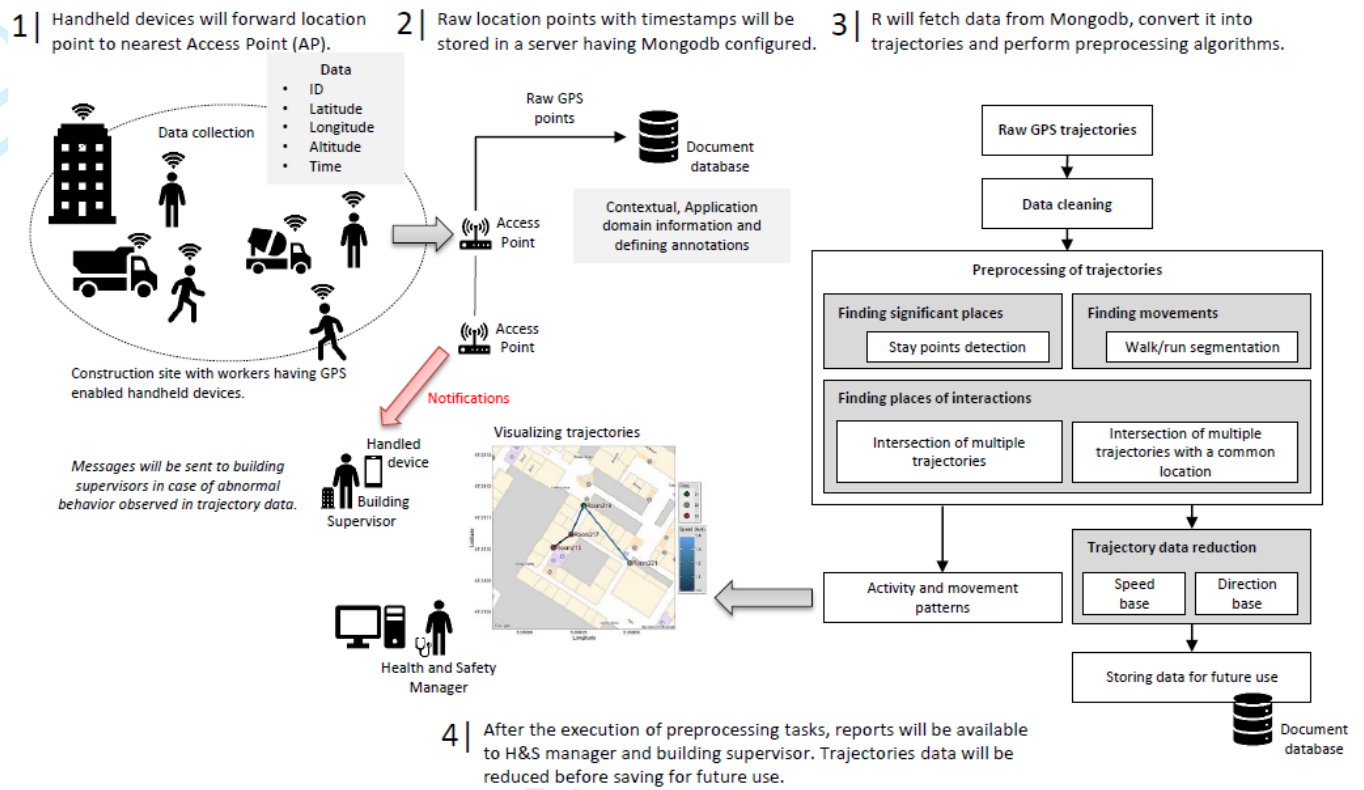 1| Handheld devices will forward location
point to nearest Access Point (AP).
2| Raw location points with timestamps will be
stored in a server having Mongodb configured.
3| R will fetch data from Mongodb, convert it into
trajectories and perform preprocessing algorithms.
Data
• ID
• Latitude
• Longitude
• Altitude
• Time
Data collection
Construction site with workers having GPS
enabled handheld devices.
Raw GPS
points
Document
database
Contextual, Application
domain information and
defining annotations
Access
Point
Access
Point
Notifications
Messages will be sent to building
supervisors in case of abnormal
behavior observed in trajectory data.
Handled
device
Building
Supervisor
Visualizing trajectories
Latitude
Longitude
Health and Safety
Manager
Raw GPS trajectories
Data cleaning
Preprocessing of trajectories
Finding significant places
Stay points detection
Finding movements
Walk/run segmentation
Finding places of interactions
Intersection of multiple
trajectories
Intersection of multiple
trajectories with a common
location
Activity and movement
patterns
Trajectory data reduction
Speed
base
Direction
base
Storing data for future use
Document
database
4| After the execution of preprocessing tasks, reports will be available
to H&S manager and building supervisor. Trajectories data will be
reduced before saving for future use.